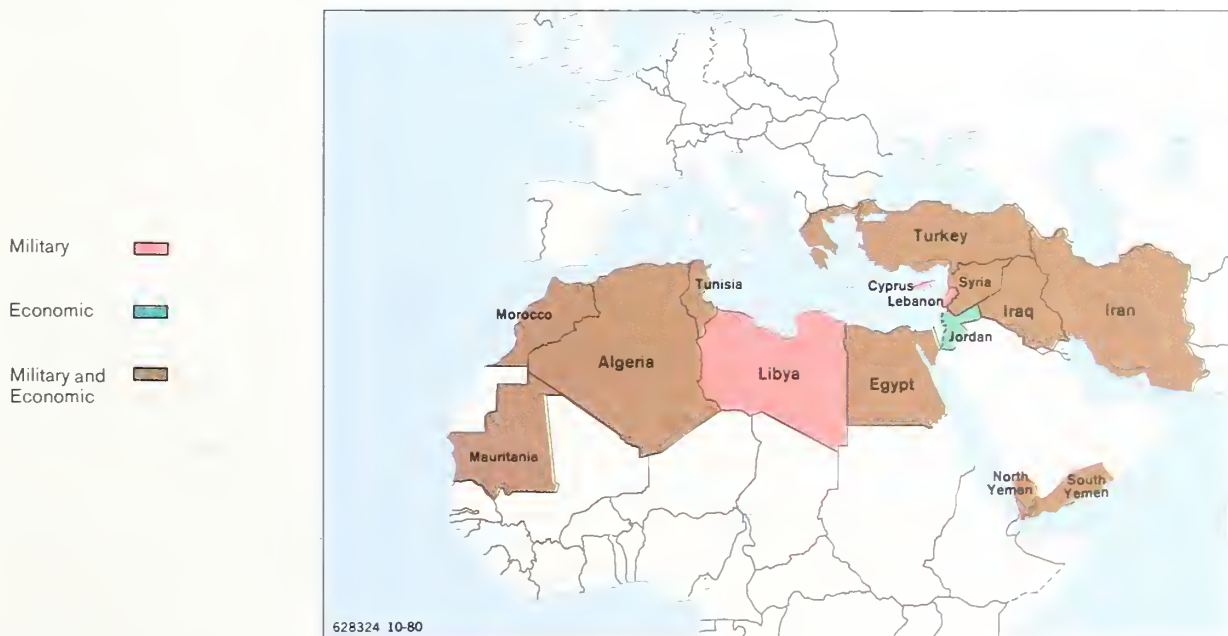 Military
Economic
Military and
Economic
Turkey
Cyprus
Syria
Tunisia
Lebanon
Iraq
Iran
Morocco
Jordan
Algeria
Libya
Egypt
Mauritania
North
Yemen
South
Yemen
628324 10-80